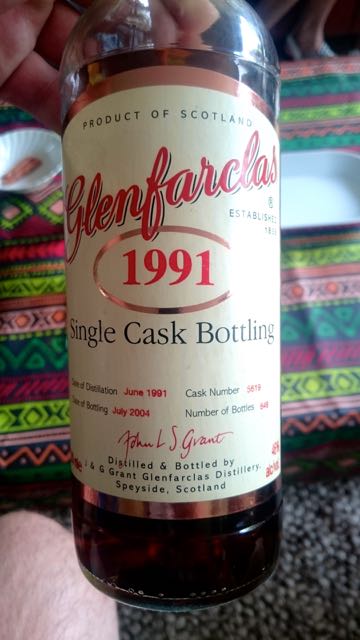 PRODUCT OF SCOTLAND
Glenfarclas
®
ESTABLISHED
1991
Single Cask Bottling
Date of Distillation June 1991 Cask Number 5619
Date of Bottling July 2004 Number of Bottles
John L S Grant
Distilled & Bottled by
J & G Grant Glenfarclas Distillery,
Speyside, Scotland